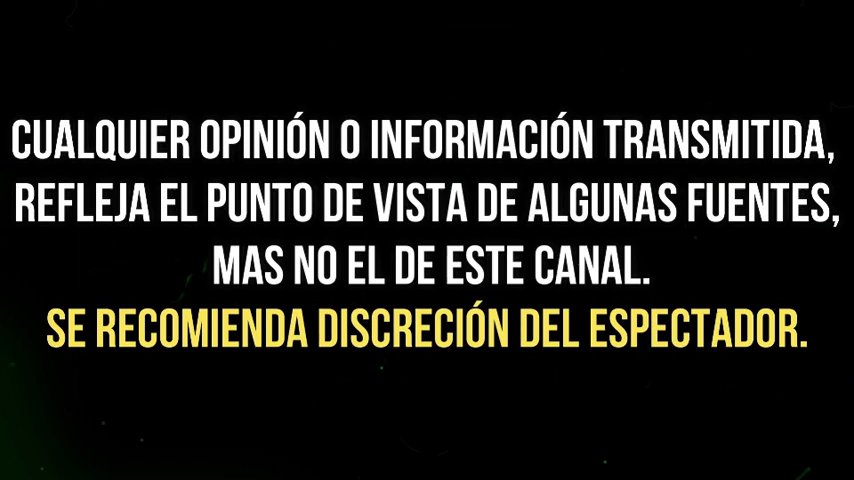 CUALQUIER OPINIÓN O INFORMACIÓN TRANSMITIDA,
REFLEJA EL PUNTO DE VISTA DE ALGUNAS FUENTES,
MAS NO EL DE ESTE CANAL.
SE RECOMIENDA DISCRECIÓN DEL ESPECTADOR.